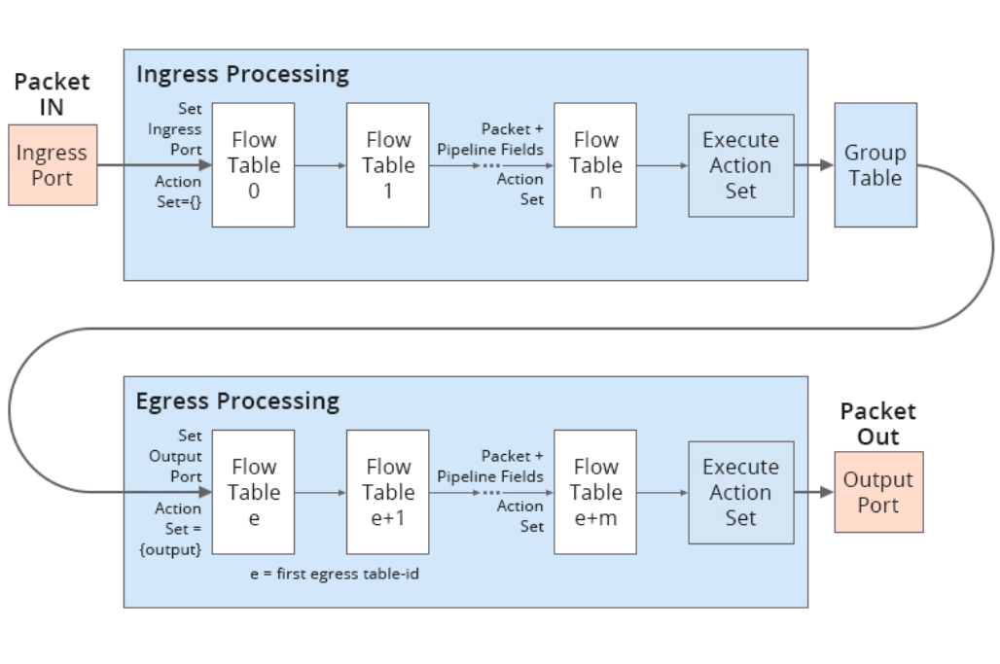 Packet
IN
Ingress
Port
Ingress Processing
Set
Ingress
Port
Action
Set={}
Flow
Table
0
Flow
Table
1
Packet +
Pipeline Fields
Action
Set
Flow
Table
n
Execute
Action
Set
Group
Table
Egress Processing
Set
Output
Port
Action
Set =
{output}
Flow
Table
e
Flow
Table
e+1
Packet +
Pipeline Fields
Action
Set
Flow
Table
e+m
Execute
Action
Set
e = first egress table-id
Packet
Out
Output
Port